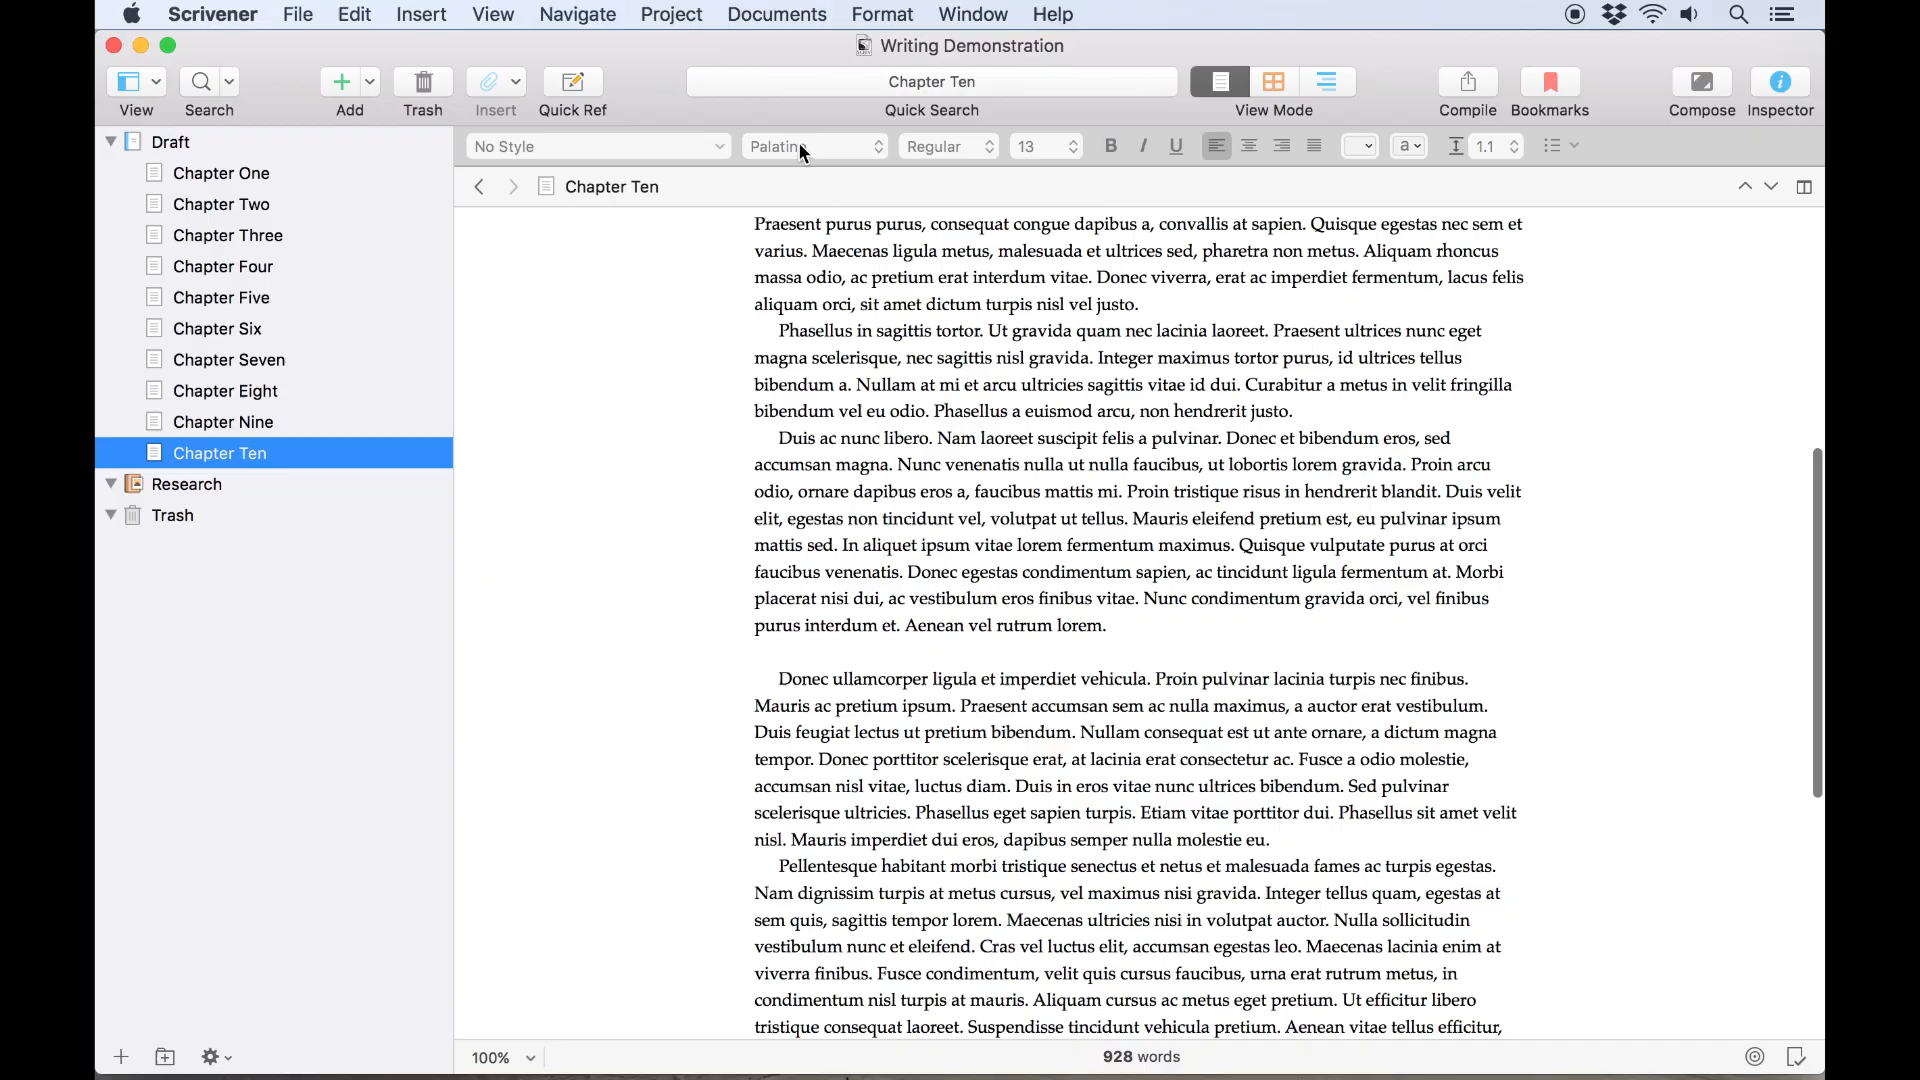 Scrivener File Edit Insert View Navigate Project Documents Format Window Help
Writing Demonstration
Chapter Ten
View Search Add Trash Insert Quick Ref Quick Search View Mode Compile Bookmarks Compose Inspector
No Style Regular 13 B I U a 1.1
Chapter Ten
Draft
Chapter One
Chapter Two
Chapter Three
Chapter Four
Chapter Five
Chapter Six
Chapter Seven
Chapter Eight
Chapter Nine
Chapter Ten
Research
Trash
Praesent purus purus, consequat congue dapibus a, convallis at sapien. Quisque egestas nec sem et
varius. Maecenas ligula metus, malesuada et ultrices sed, pharetra non metus. Aliquam rhoncus
massa odio, ac pretium erat interdum vitae. Donec viverra, erat ac imperdiet fermentum, lacus felis
aliquam orci, sit amet dictum turpis nisl vel justo.
Phasellus in sagittis tortor. Ut gravida quam nec lacinia laoreet. Praesent ultrices nunc eget
magna scelerisque, nec sagittis nisl gravida. Integer maximus tortor purus, id ultrices tellus
bibendum a. Nullam at mi et arcu ultricies sagittis vitae id dui. Curabitur a metus in velit fringilla
bibendum vel eu odio. Phasellus a euismod arcu, non hendrerit justo.
Duis ac nunc libero. Nam laoreet suscipit felis a pulvinar. Donec et bibendum eros, sed
accumsan magna. Nunc venenatis nulla ut nulla faucibus, ut lobortis lorem gravida. Proin arcu
odio, ornare dapibus eros a, faucibus mattis mi. Proin tristique risus in hendrerit blandit. Duis velit
elit, egestas non tincidunt vel, volutpat ut tellus. Mauris eleifend pretium est, eu pulvinar ipsum
mattis sed. In aliquet ipsum vitae lorem fermentum maximus. Quisque vulputate purus at orci
faucibus venenatis. Donec egestas condimentum sapien, ac tincidunt ligula fermentum at. Morbi
placerat nisi dui, ac vestibulum eros finibus vitae. Nunc condimentum gravida orci, vel finibus
purus interdum et. Aenean vel rutrum lorem.
Donec ullamcorper ligula et imperdiet vehicula. Proin pulvinar lacinia turpis nec finibus.
Mauris ac pretium ipsum. Praesent accumsan sem ac nulla maximus, a auctor erat vestibulum.
Duis feugiat lectus ut pretium bibendum. Nullam consequat est ut ante ornare, a dictum magna
tempor. Donec porttitor scelerisque erat, at lacinia erat consectetur ac. Fusce a odio molestie,
accumsan nisl vitae, luctus diam. Duis in eros vitae nunc ultrices bibendum. Sed pulvinar
scelerisque ultricies. Phasellus eget sapien turpis. Etiam vitae porttitor dui. Phasellus sit amet velit
nisl. Mauris imperdiet dui eros, dapibus semper nulla molestie eu.
Pellentesque habitant morbi tristique senectus et netus et malesuada fames ac turpis egestas.
Nam dignissim turpis at metus cursus, vel maximus nisi gravida. Integer tellus quam, egestas at
sem quis, sagittis tempor lorem. Maecenas ultricies nisi in volutpat auctor. Nulla sollicitudin
vestibulum nunc et eleifend. Cras vel luctus elit, accumsan egestas leo. Maecenas lacinia enim at
viverra finibus. Fusce condimentum, velit quis cursus faucibus, urna erat rutrum metus, in
condimentum nisl turpis at mauris. Aliquam cursus ac metus eget pretium. Ut efficitur libero
tristique consequat laoreet. Suspendisse tincidunt vehicula pretium. Aenean vitae tellus efficitur,
100% 928 words